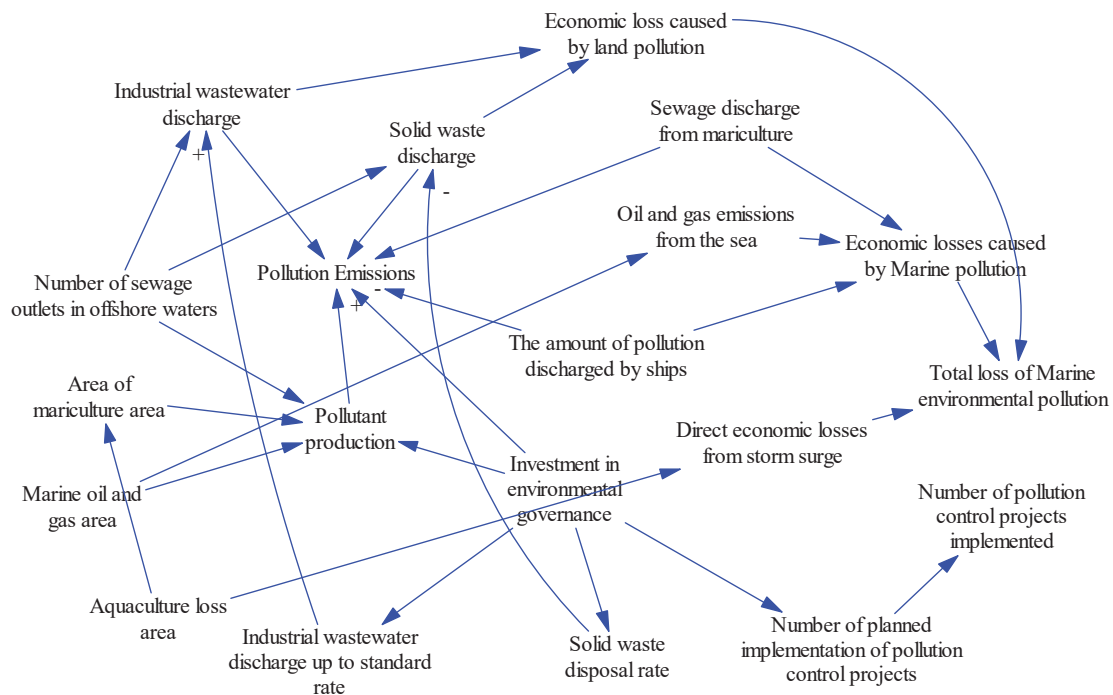 Economic loss caused
by land pollution
Industrial wastewater
discharge
+
Solid waste
discharge
-
Sewage discharge
from mariculture
Oil and gas emissions
from the sea
Economic losses caused
by Marine pollution
Number of sewage
outlets in offshore waters
Pollution Emissions
-
+
The amount of pollution
discharged by ships
Total loss of Marine
environmental pollution
Area of
mariculture area
Pollutant
production
Direct economic losses
from storm surge
Marine oil and
gas area
Investment in
environmental
governance
Number of pollution
control projects
implemented
Aquaculture loss
area
Industrial wastewater
discharge up to standard
rate
Solid waste
disposal rate
Number of planned
implementation of pollution
control projects